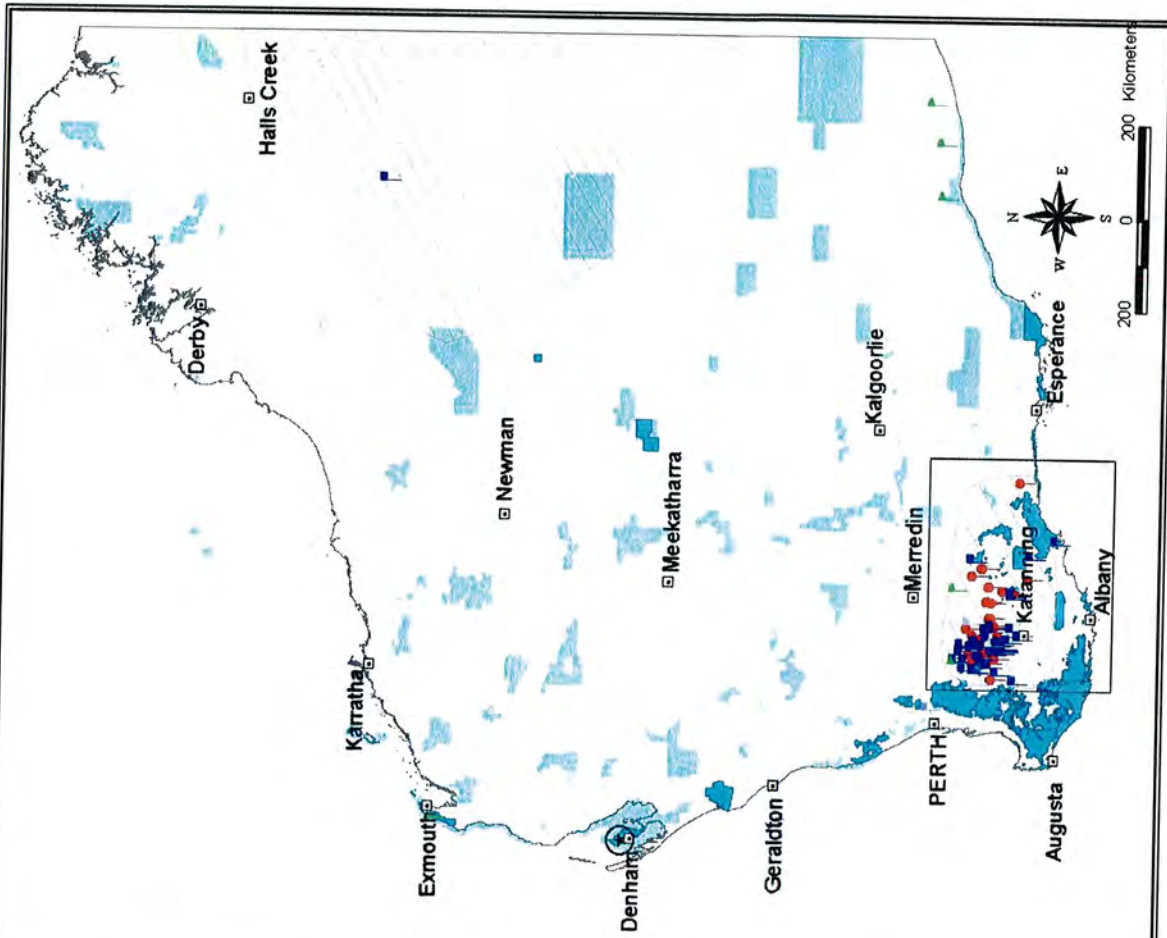 Halls Creek
Derby
Newman
Karratha
Exmouth
Meekatharra
Denham
Kalgoorlie
Geraldton
Merredin
PERTH
Katanning
Esperance
Albany
Augusta
N
W
E
S
200
0
200
Kilometers